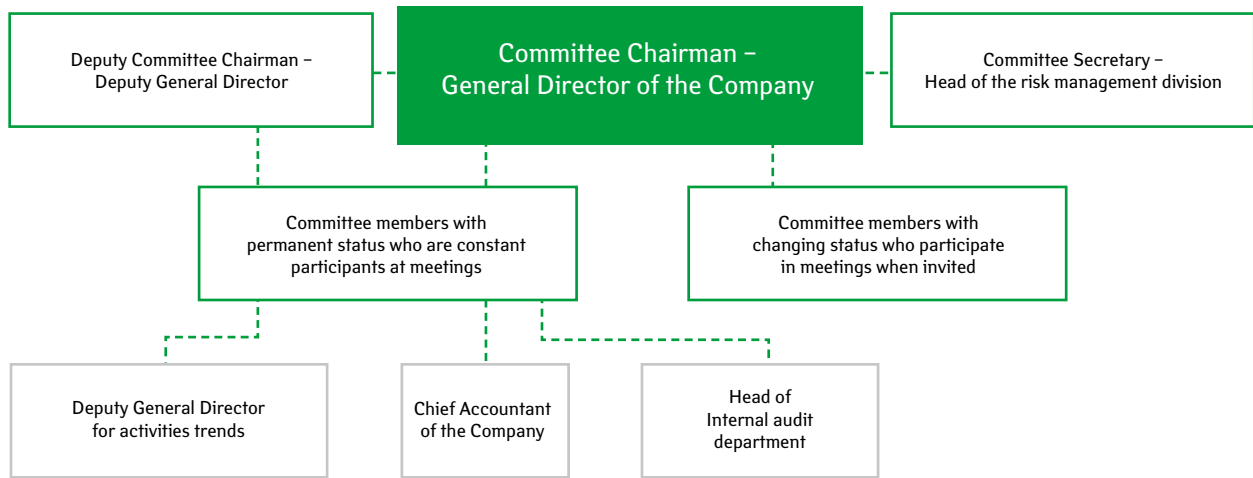 Deputy Committee Chairman –
Deputy General Director
Committee Chairman –
General Director of the Company
Committee Secretary –
Head of the risk management division
Committee members with
permanent status who are constant
participants at meetings
Committee members with
changing status who participate
in meetings when invited
Deputy General Director
for activities trends
Chief Accountant
of the Company
Head of
Internal audit
department